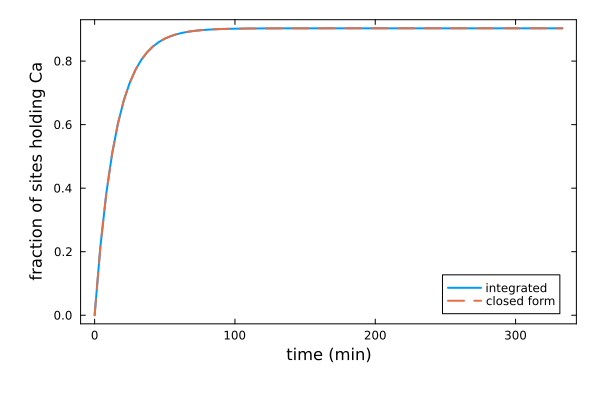 fraction of sites holding Ca
0.8
0.6
0.4
0.2
0.0
0 100 200 300
time (min)
integrated
closed form